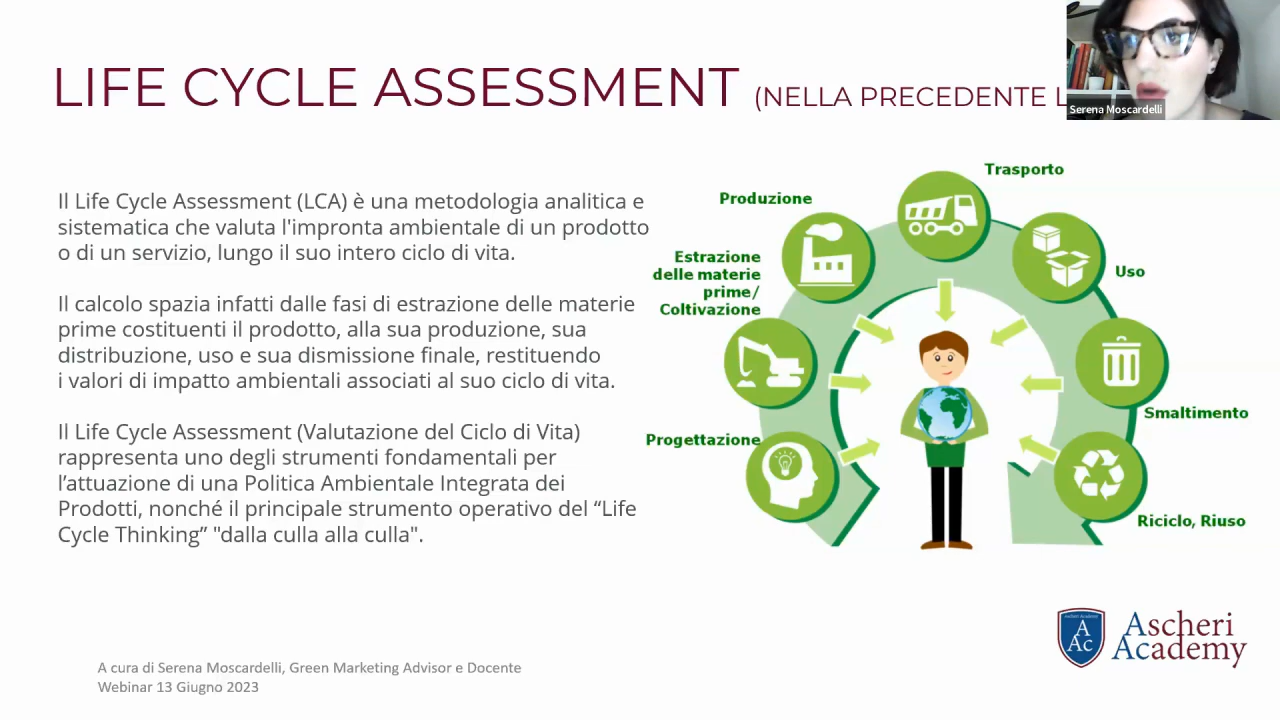 LIFE CYCLE ASSESSMENT (NELLA PRECEDENTE
Serena Moscardelli
Il Life Cycle Assessment (LCA) è una metodologia analitica e
sistematica che valuta l'impronta ambientale di un prodotto
o di un servizio, lungo il suo intero ciclo di vita.
Il calcolo spazia infatti dalle fasi di estrazione delle materie
prime costituenti il prodotto, alla sua produzione, sua
distribuzione, uso e sua dismissione finale, restituendo
i valori di impatto ambientali associati al suo ciclo di vita.
Il Life Cycle Assessment (Valutazione del Ciclo di Vita)
rappresenta uno degli strumenti fondamentali per
l’attuazione di una Politica Ambientale Integrata dei
Prodotti, nonché il principale strumento operativo del “Life
Cycle Thinking” "dalla culla alla culla".
Trasporto
Produzione
Estrazione
delle materie
prime/
Coltivazione
Uso
Smaltimento
Progettazione
Riciclo, Riuso
A
Ac
Ascheri
Academy
A cura di Serena Moscardelli, Green Marketing Advisor e Docente
Webinar 13 Giugno 2023